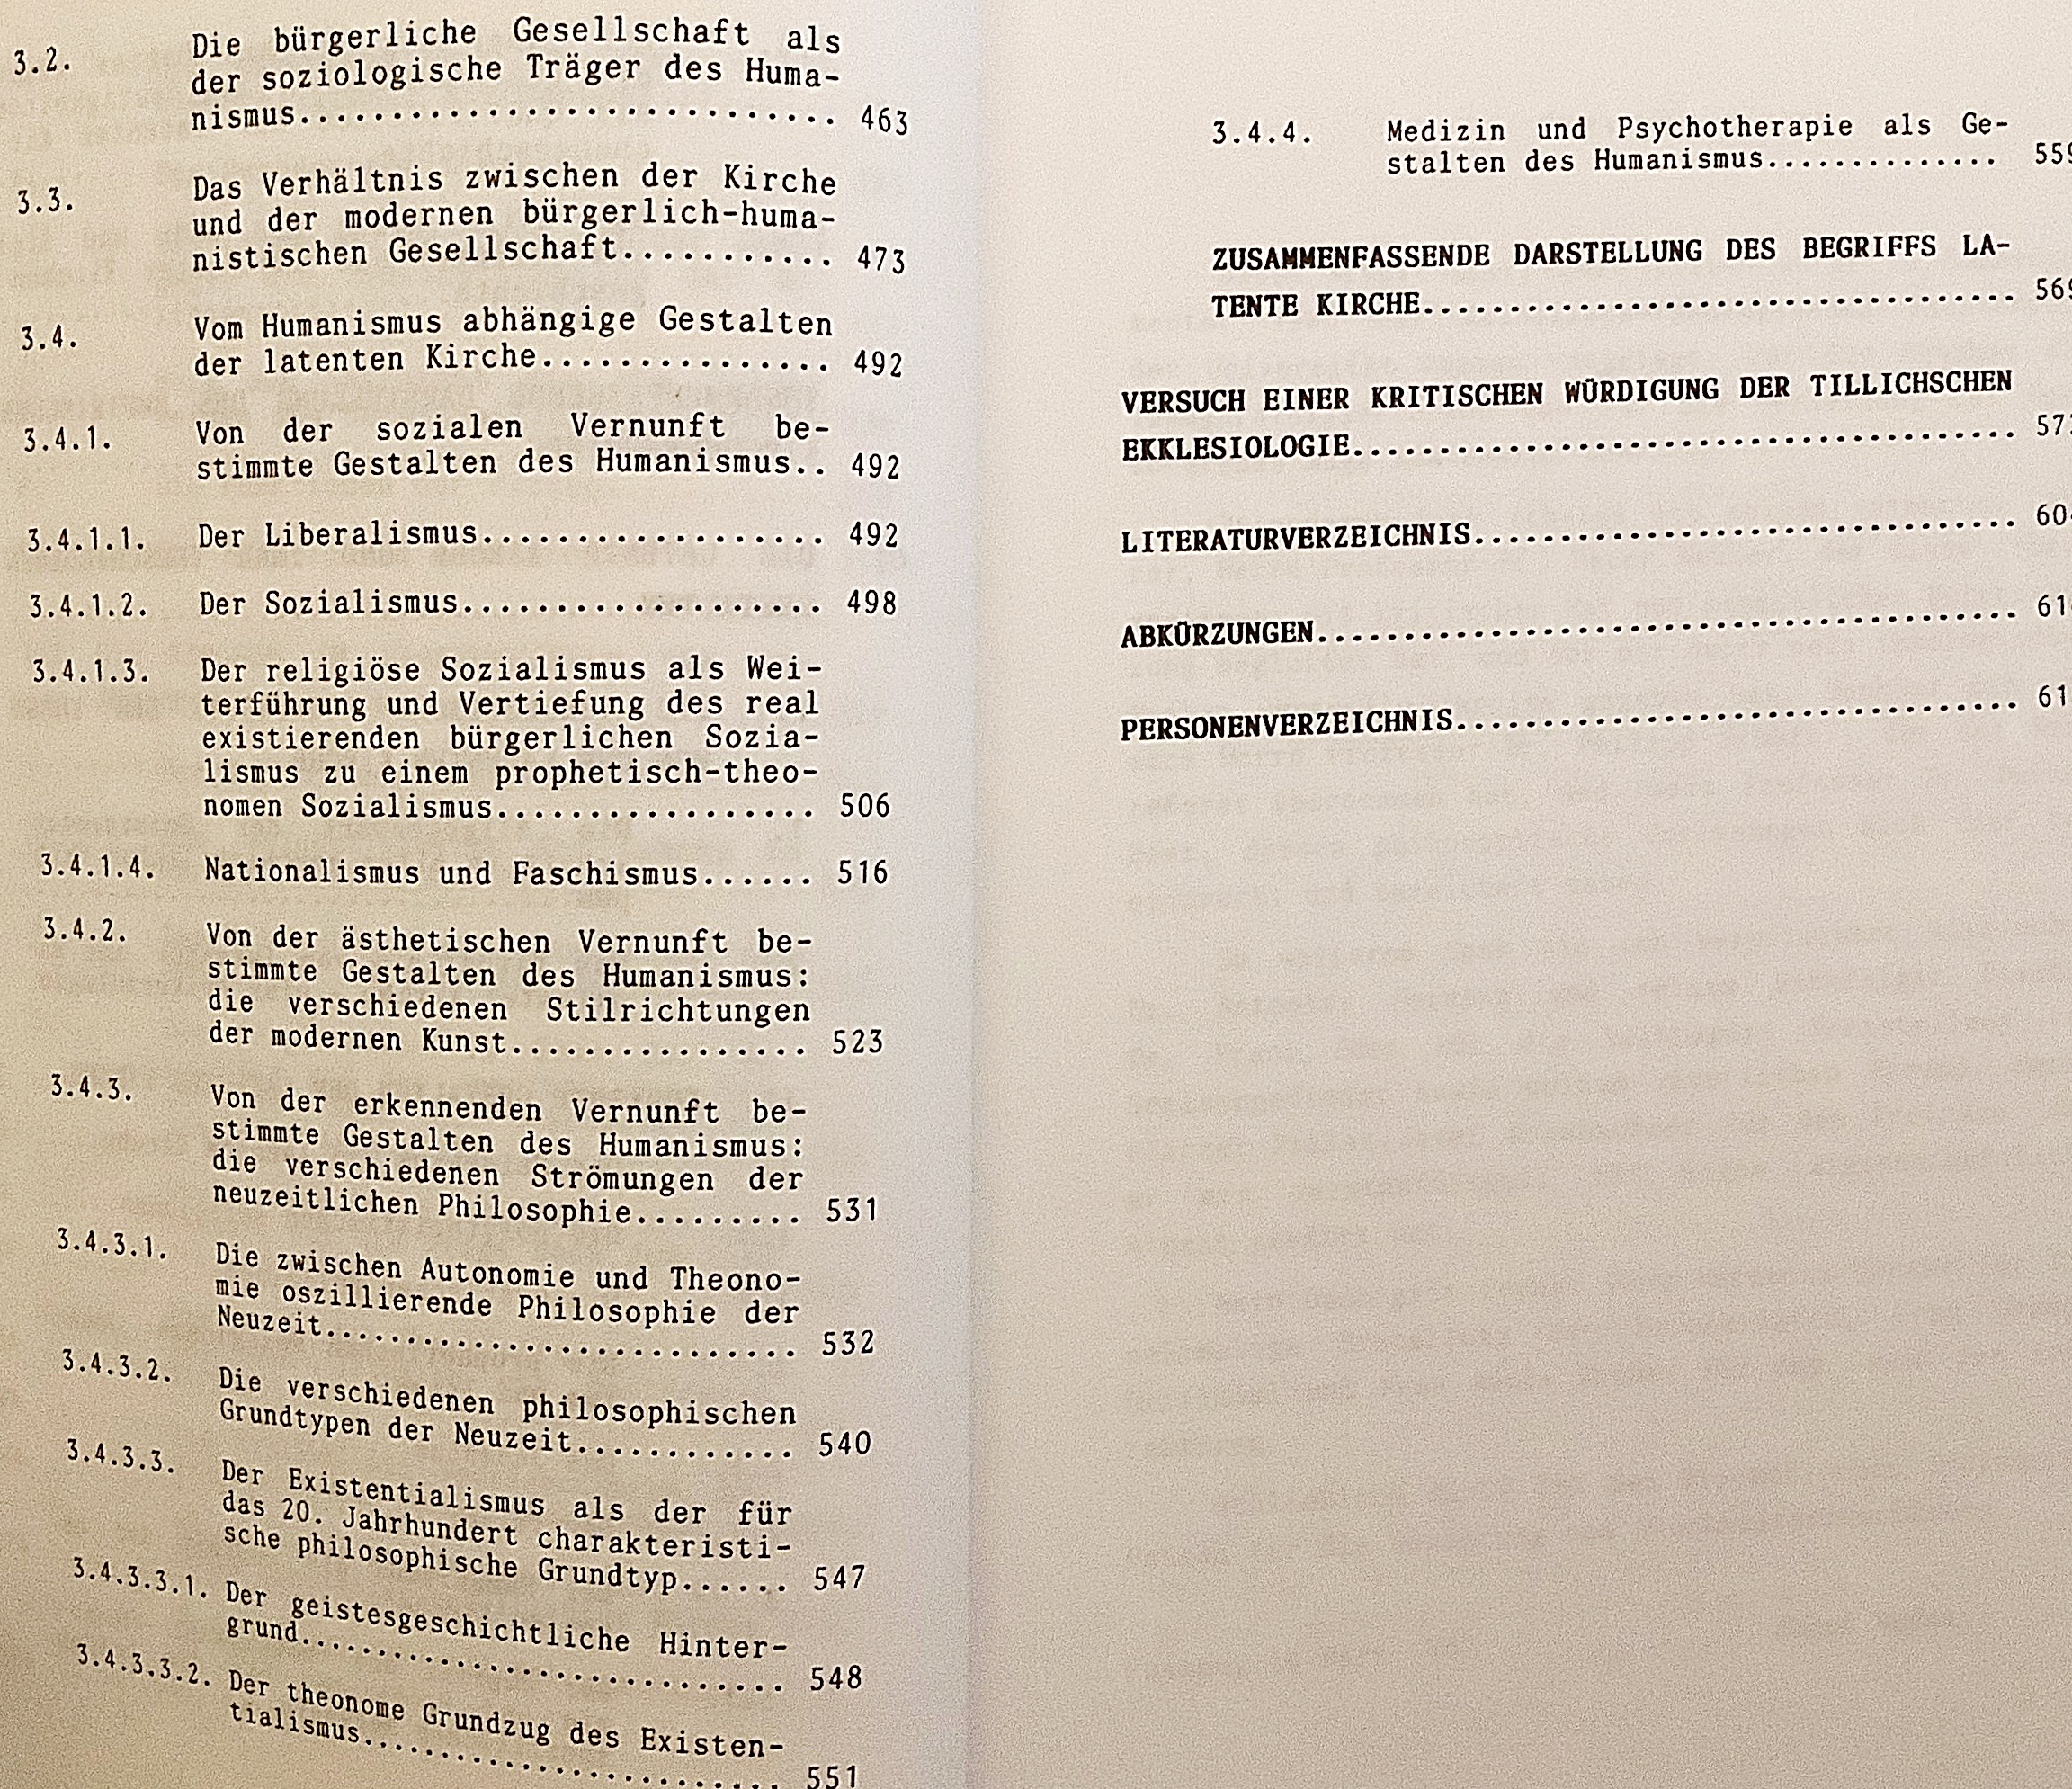 3.2. Die bürgerliche Gesellschaft als
der soziologische Träger des Huma-
nismus............................ 463
3.3. Das Verhältnis zwischen der Kirche
und der modernen bürgerlich-huma-
nistischen Gesellschaft........... 473
3.4. Vom Humanismus abhängige Gestalten
der latenten Kirche............... 492
3.4.1. Von der sozialen Vernunft be-
stimmte Gestalten des Humanismus.. 492
3.4.1.1. Der Liberalismus.................. 492
3.4.1.2. Der Sozialismus................... 498
3.4.1.3. Der religiöse Sozialismus als Wei-
terführung und Vertiefung des real
existierenden bürgerlichen Sozia-
lismus zu einem prophetisch-theo-
nomen Sozialismus................. 506
3.4.1.4. Nationalismus und Faschismus...... 516
3.4.2. Von der ästhetischen Vernunft be-
stimmte Gestalten des Humanismus:
die verschiedenen Stilrichtungen
der modernen Kunst................ 523
3.4.3. Von der erkennenden Vernunft be-
stimmte Gestalten des Humanismus:
die verschiedenen Strömungen der
neuzeitlichen Philosophie......... 531
3.4.3.1. Die zwischen Autonomie und Theono-
mie oszillierende Philosophie der
Neuzeit........................... 532
3.4.3.2. Die verschiedenen philosophischen
Grundtypen der Neuzeit............ 540
3.4.3.3. Der Existentialismus als der für
das 20. Jahrhundert charakteristi-
sche philosophische Grundtyp...... 547
3.4.3.3.1. Der geistesgeschichtliche Hinter-
grund............................. 548
3.4.3.3.2. Der theonome Grundzug des Existen-
tialismus......................... 551
3.4.4. Medizin und Psychotherapie als Ge-
stalten des Humanismus.............. 559
ZUSAMMENFASSENDE DARSTELLUNG DES BEGRIFFS LA-
TENTE KIRCHE................................... 569
VERSUCH EINER KRITISCHEN WÜRDIGUNG DER TILLICHSCHEN
EKKLESIOLOGIE....................................... 57
LITERATURVERZEICHNIS................................ 60
ABKÜRZUNGEN......................................... 61
PERSONENVERZEICHNIS................................. 61